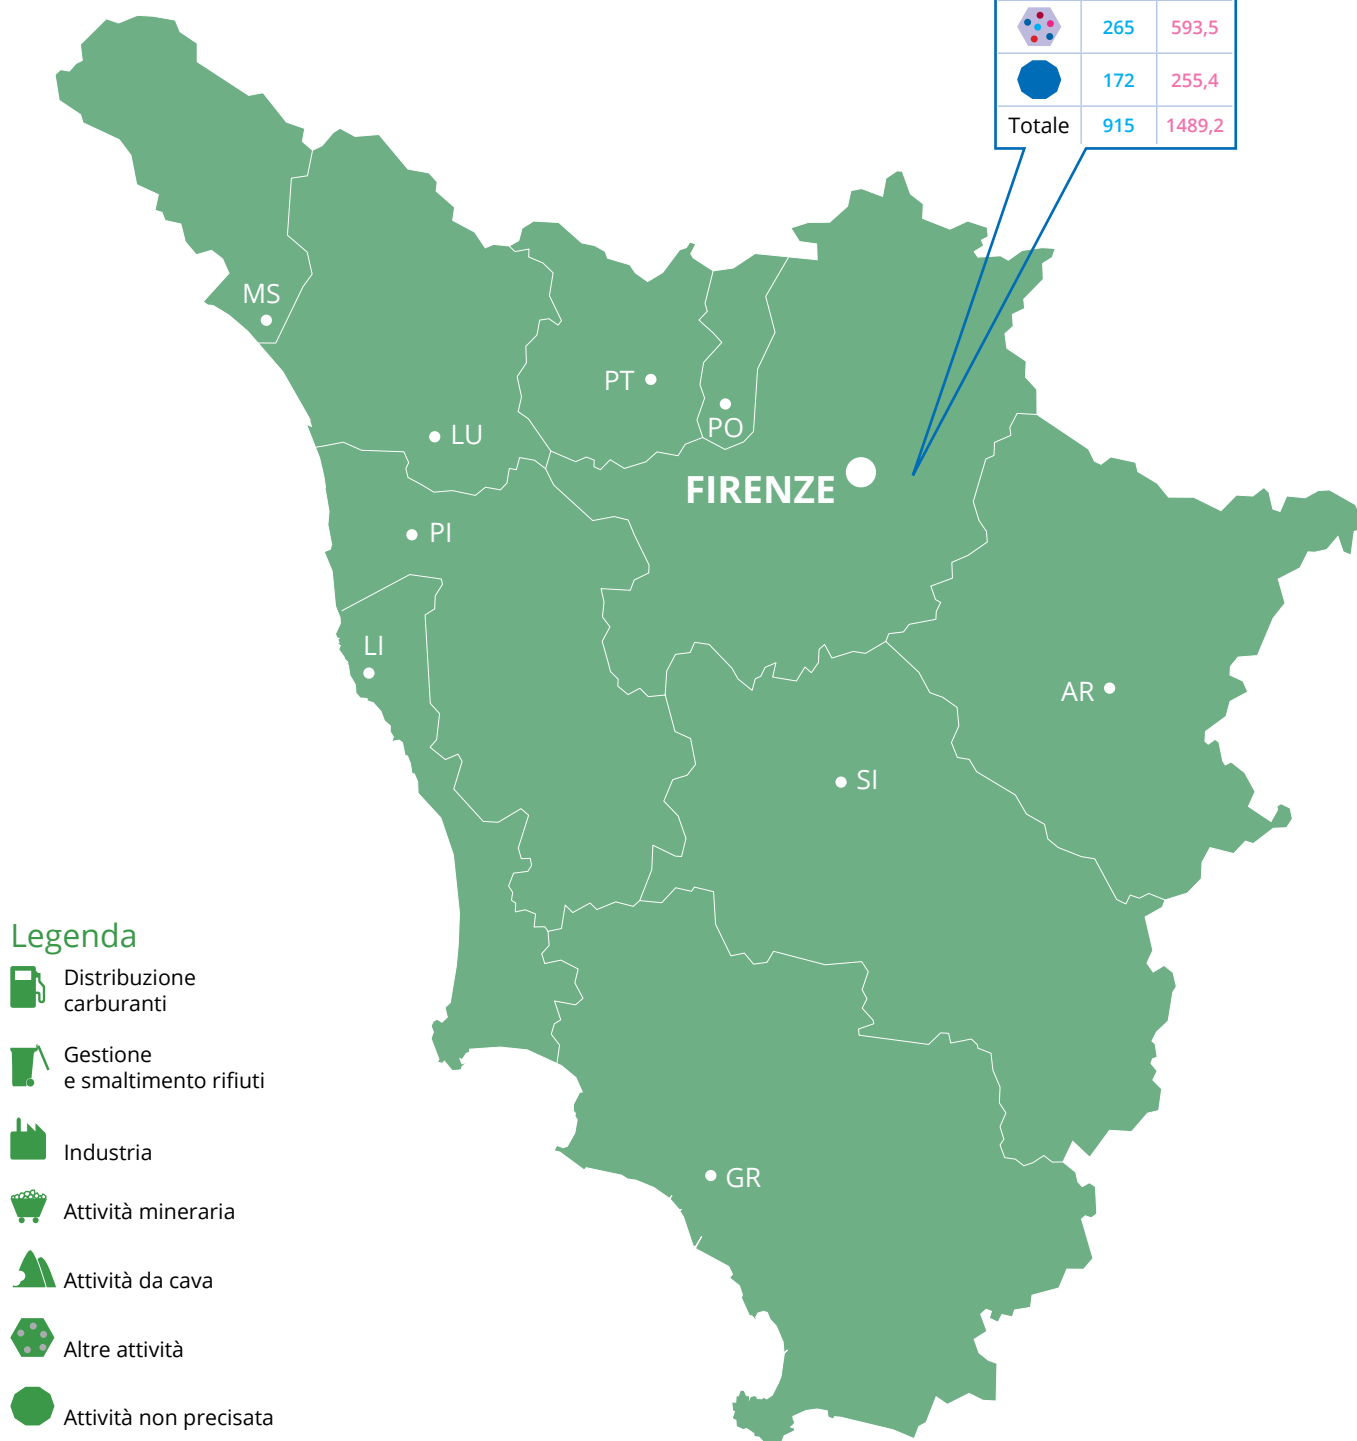 265 593,5
172 255,4
Totale 915 1489,2
MS
PT
PO
LU
FIRENZE
PI
LI
AR
SI
GR
Legenda
Distribuzione
carburanti
Gestione
e smaltimento rifiuti
Industria
Attività mineraria
Attività da cava
Altre attività
Attività non precisata